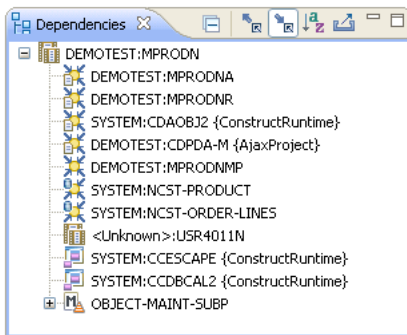 Dependencies
DEMOTEST:MPRODN
DEMOTEST:MPRODNA
DEMOTEST:MPRODNR
SYSTEM:CDAOBJ2 {ConstructRuntime}
DEMOTEST:CDPDA-M {AjaxProject}
DEMOTEST:MPRODNMP
SYSTEM:NCST-PRODUCT
SYSTEM:NCST-ORDER-LINES
<Unknown>:USR4011N
SYSTEM:CCESCAPE {ConstructRuntime}
SYSTEM:CCDBCAL2 {ConstructRuntime}
OBJECT-MAINT-SUBP